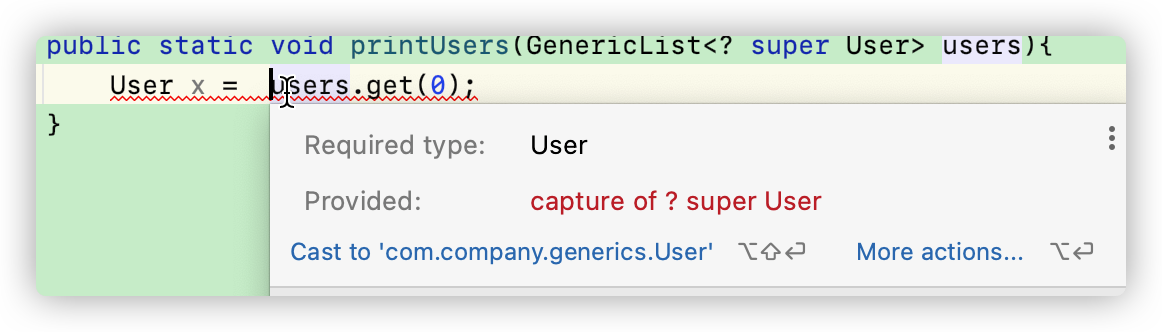 public static void printUsers(GenericList<? super User> users){
User x = users.get(0);
}
Required type: User
Provided: capture of ? super User
Cast to 'com.company.generics.User' ⌥⇧⏎ More actions... ⌥⏎